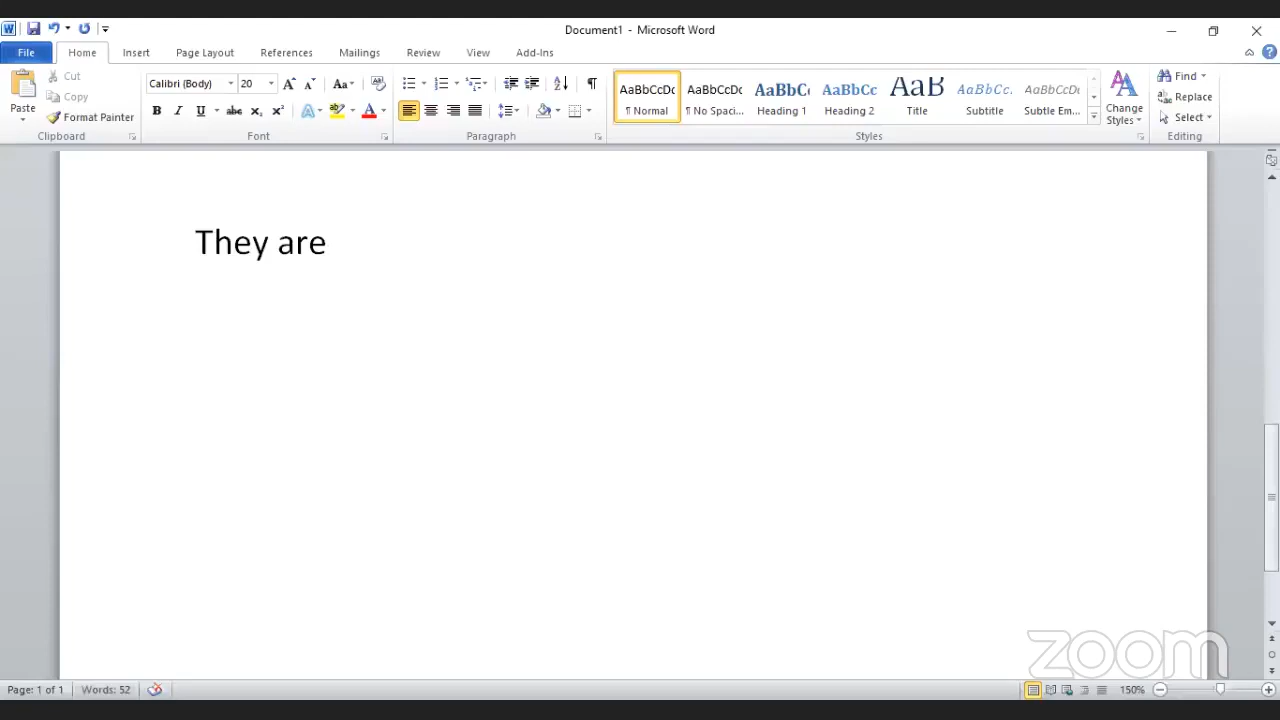 Document1 - Microsoft Word
File Home Insert Page Layout References Mailings Review View Add-Ins
Paste
Cut
Copy
Format Painter
Clipboard
Calibri (Body) 20
Font
Paragraph
AaBbCcDc AaBbCcDc AaBbC AaBbCc AaB AaBbCc. AaBbCcDc
¶ Normal ¶ No Spaci... Heading 1 Heading 2 Title Subtitle Subtle Em...
Styles
Change
Styles
Find
Replace
Select
Editing
They are
zoom
Page: 1 of 1 Words: 52 150%